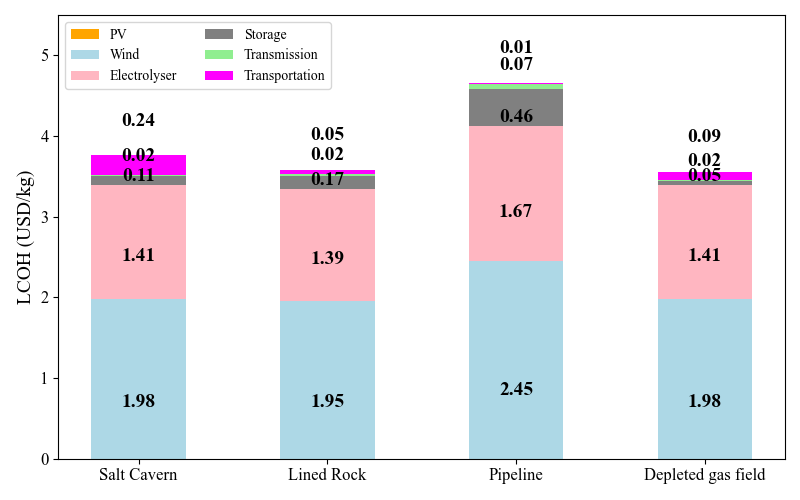 PV
Wind
Electrolyser
Storage
Transmission
Transportation
LCOH (USD/kg)
5
4
3
2
1
0
0.24
0.02
0.11
1.41
1.98
0.05
0.02
0.17
1.39
1.95
0.01
0.07
0.46
1.67
2.45
0.09
0.02
0.05
1.41
1.98
Salt Cavern
Lined Rock
Pipeline
Depleted gas field